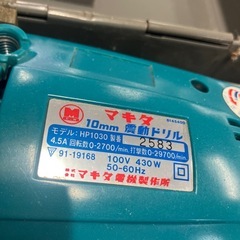 マキタ
10mm 震動ドリル
モデル: HP1030 製番
2583
4.5A 回転数0-2700/min. 打撃数0-29700/min.
▽91-19168 100V 430W
50-60Hz
株式会社 マキタ電機製作所